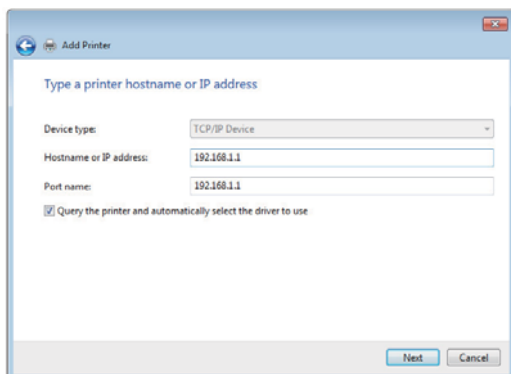 Add Printer
Type a printer hostname or IP address
Device type: TCP/IP Device
Hostname or IP address: 192.168.1.1
Port name: 192.168.1.1
Query the printer and automatically select the driver to use
Next Cancel